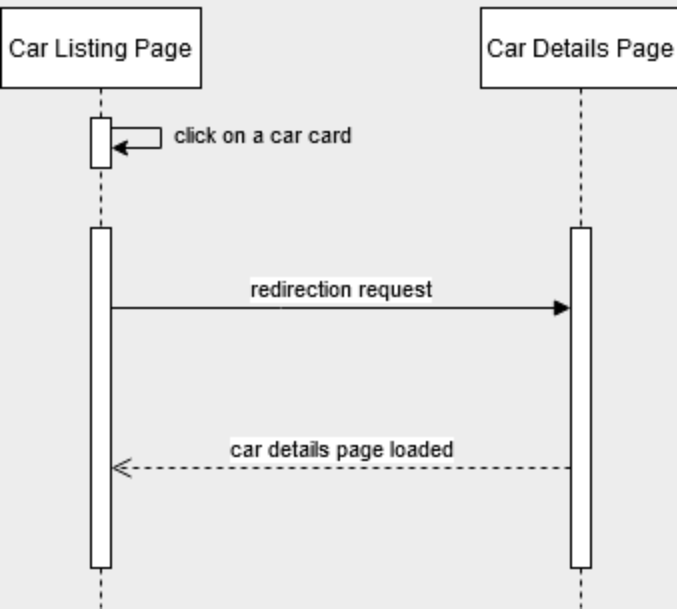 Car Listing Page
Car Details Page
click on a car card
redirection request
car details page loaded